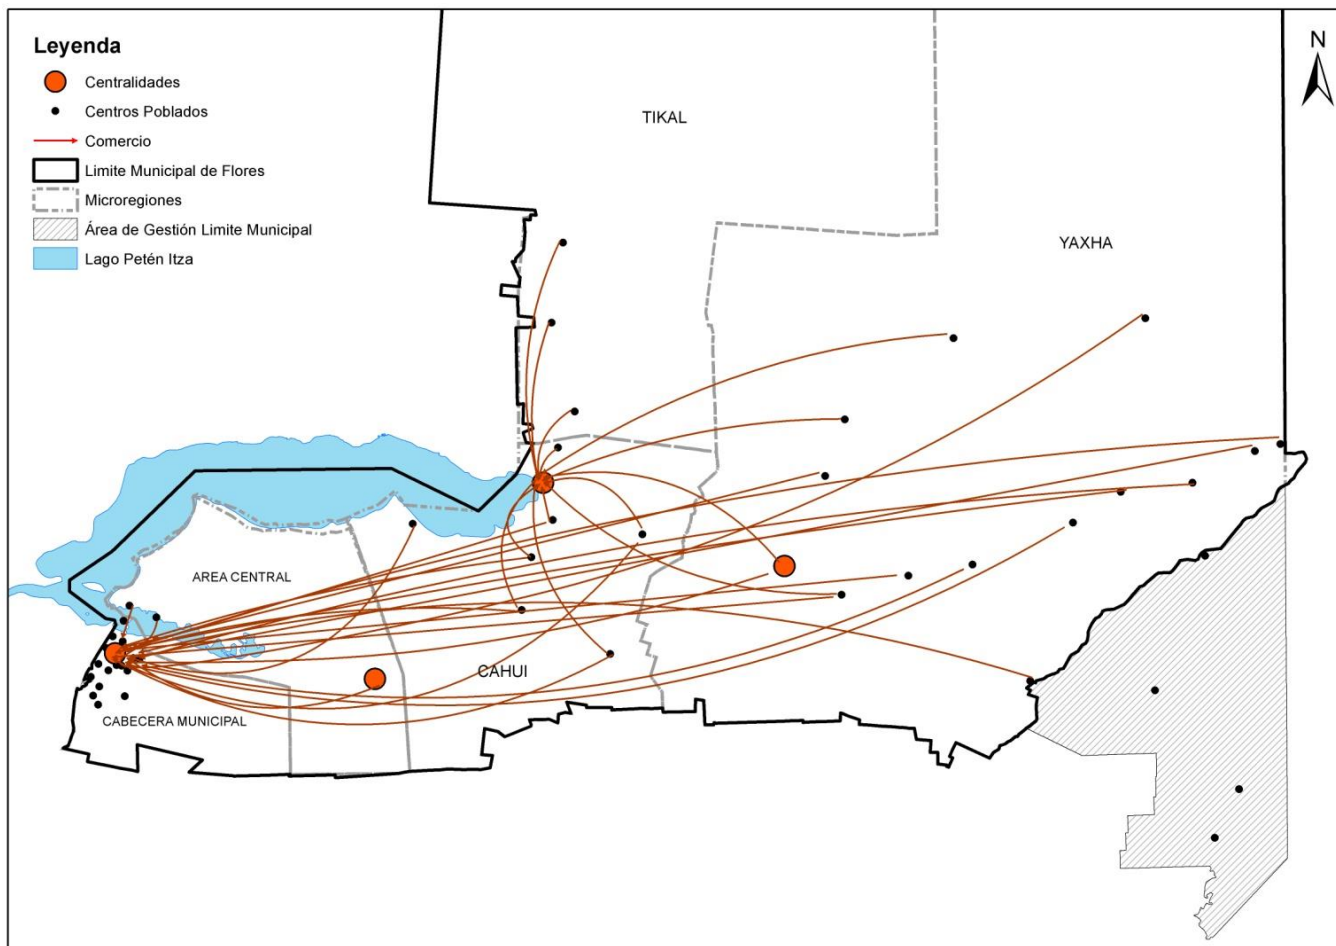 Leyenda
Centralidades
Centros Poblados
Comercio
Limite Municipal de Flores
Microregiones
Área de Gestión Limite Municipal
Lago Petén Itza
N
TIKAL
YAXHA
AREA CENTRAL
CAHUI
CABECERA MUNICIPAL